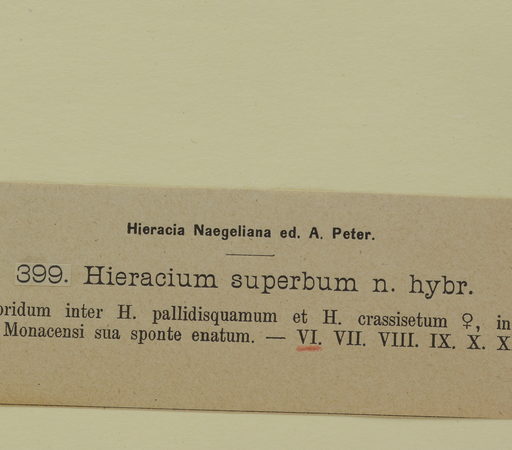 Hieracia Naegeliana ed. A. Peter.
399. Hieracium superbum n. hybr.
bridum inter H. pallidisquamum et H. crassisetum ♀, in
Monacensi sua sponte enatum. — VI. VII. VIII. IX. X. X